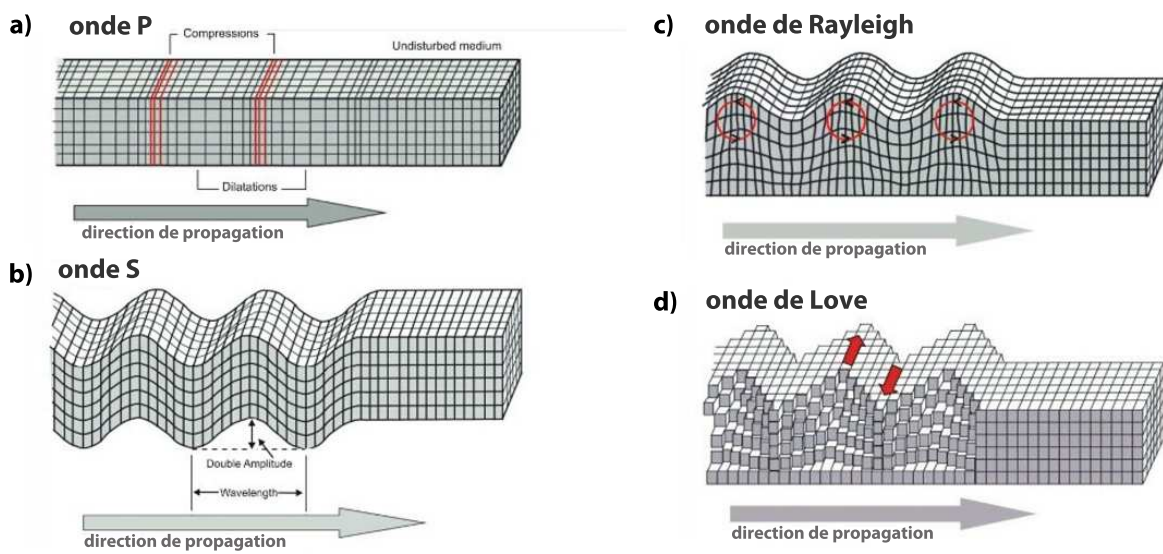 a) onde P
Compressions
Undisturbed medium
Dilatations
direction de propagation
b) onde S
Double Amplitude
Wavelength
direction de propagation
c) onde de Rayleigh
direction de propagation
d) onde de Love
direction de propagation